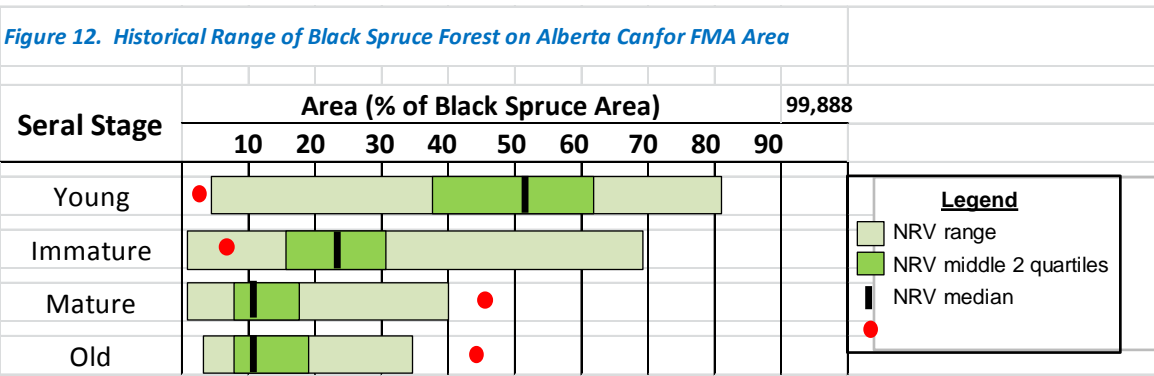 Figure 12. Historical Range of Black Spruce Forest on Alberta Canfor FMA Area
Seral Stage
Area (% of Black Spruce Area) 99,888
10 20 30 40 50 60 70 80 90
Young
Immature
Mature
Old
Legend
NRV range
NRV middle 2 quartiles
NRV median